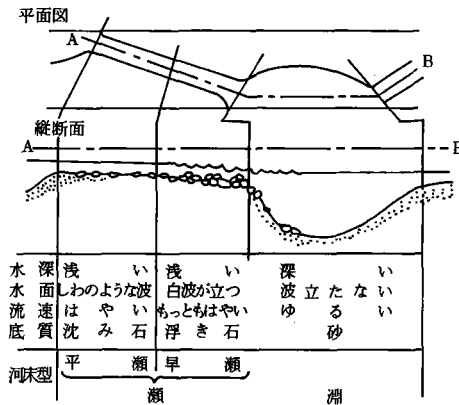 平面図
A
B
縦断面
A
B
水深 浅い 浅い 深い
水面 しわのような波 白波が立つ 波立たない
流速 はやい もっともはやい ゆるい
底質 沈み石 浮き石 砂
河床型 平瀬 早瀬
瀬 淵